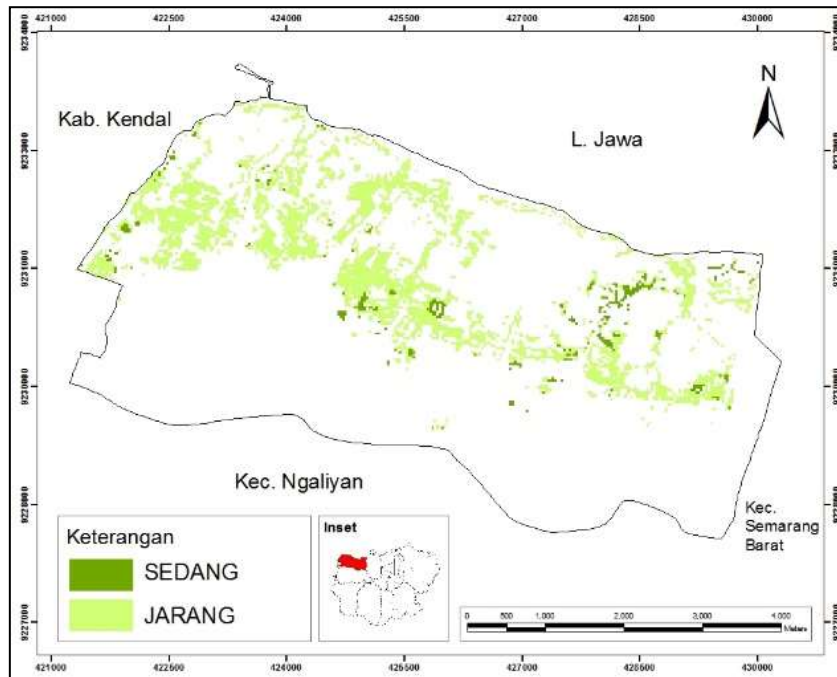 421000 422500 424000 425500 427000 428500 430000
Kab. Kendal
L. Jawa
N
Kec. Ngaliyan
Kec.
Semarang
Barat
Keterangan
SEDANG
JARANG
Inset
0 500 1,000 2,000 3,000 4,000
Meters
421000 422500 424000 425500 427000 428500 430000